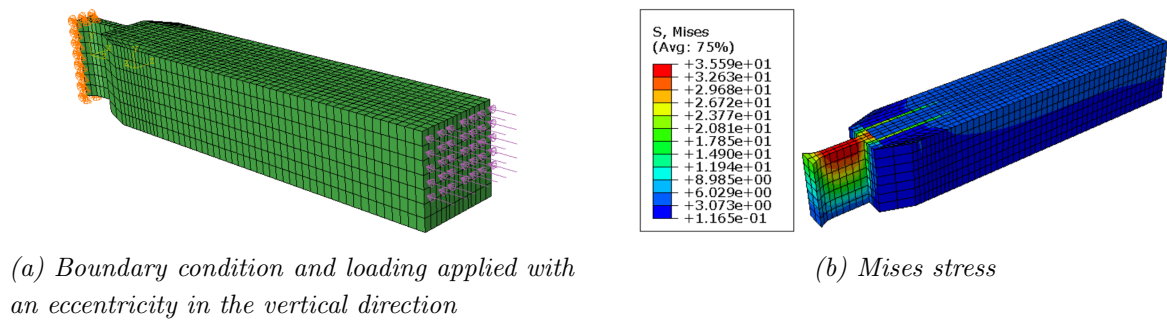 S, Mises
(Avg: 75%)
+3.559e+01
+3.263e+01
+2.968e+01
+2.672e+01
+2.377e+01
+2.081e+01
+1.785e+01
+1.490e+01
+1.194e+01
+8.985e+00
+6.029e+00
+3.073e+00
+1.165e-01
(a) Boundary condition and loading applied with
an eccentricity in the vertical direction
(b) Mises stress